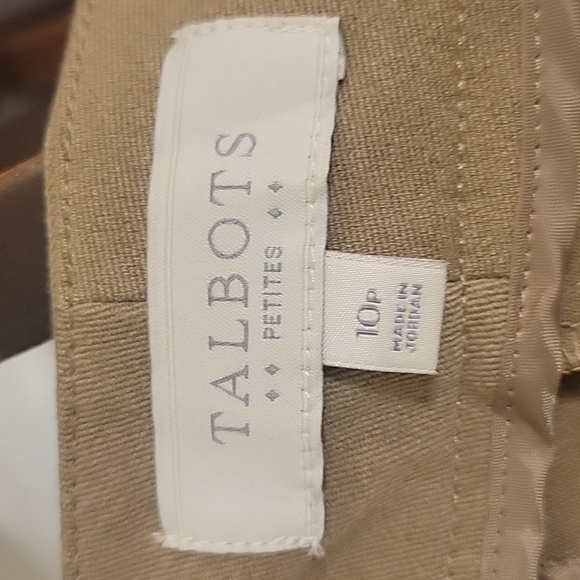 TALBOTS
♦♦ PETITES ♦♦
10P
MADE IN
JORDAN